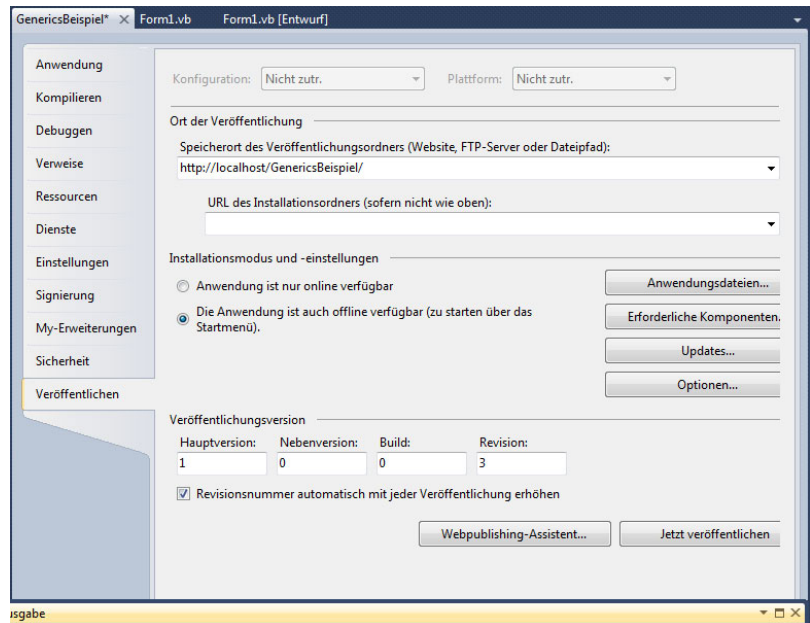 GenericsBeispiel* Form1.vb Form1.vb [Entwurf]
Anwendung
Kompilieren
Debuggen
Verweise
Ressourcen
Dienste
Einstellungen
Signierung
My-Erweiterungen
Sicherheit
Veröffentlichen
Konfiguration: Nicht zutr. Plattform: Nicht zutr.
Ort der Veröffentlichung
Speicherort des Veröffentlichungsordners (Website, FTP-Server oder Dateipfad):
http://localhost/GenericsBeispiel/
URL des Installationsordners (sofern nicht wie oben):
Installationsmodus und -einstellungen
Anwendung ist nur online verfügbar
Die Anwendung ist auch offline verfügbar (zu starten über das
Startmenü).
Anwendungsdateien...
Erforderliche Komponenten.
Updates...
Optionen...
Veröffentlichungsversion
Hauptversion: Nebenversion: Build: Revision:
1 0 0 3
Revisionsnummer automatisch mit jeder Veröffentlichung erhöhen
Webpublishing-Assistent... Jetzt veröffentlichen
usgabe